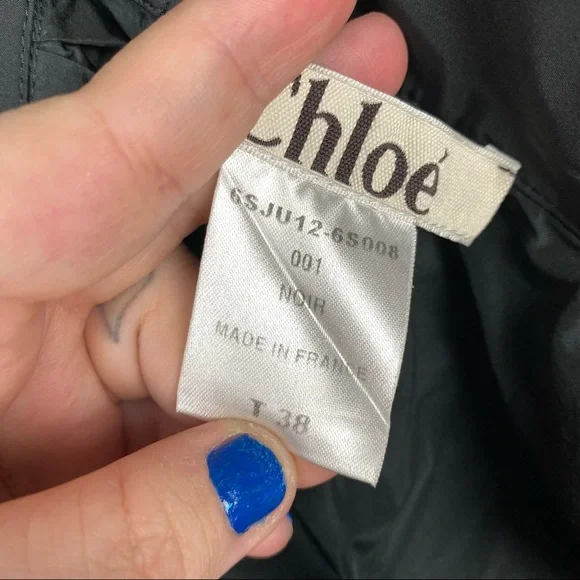 Chloé
6SJU12-6S008
001
NOIR
MADE IN FRANCE
T 38